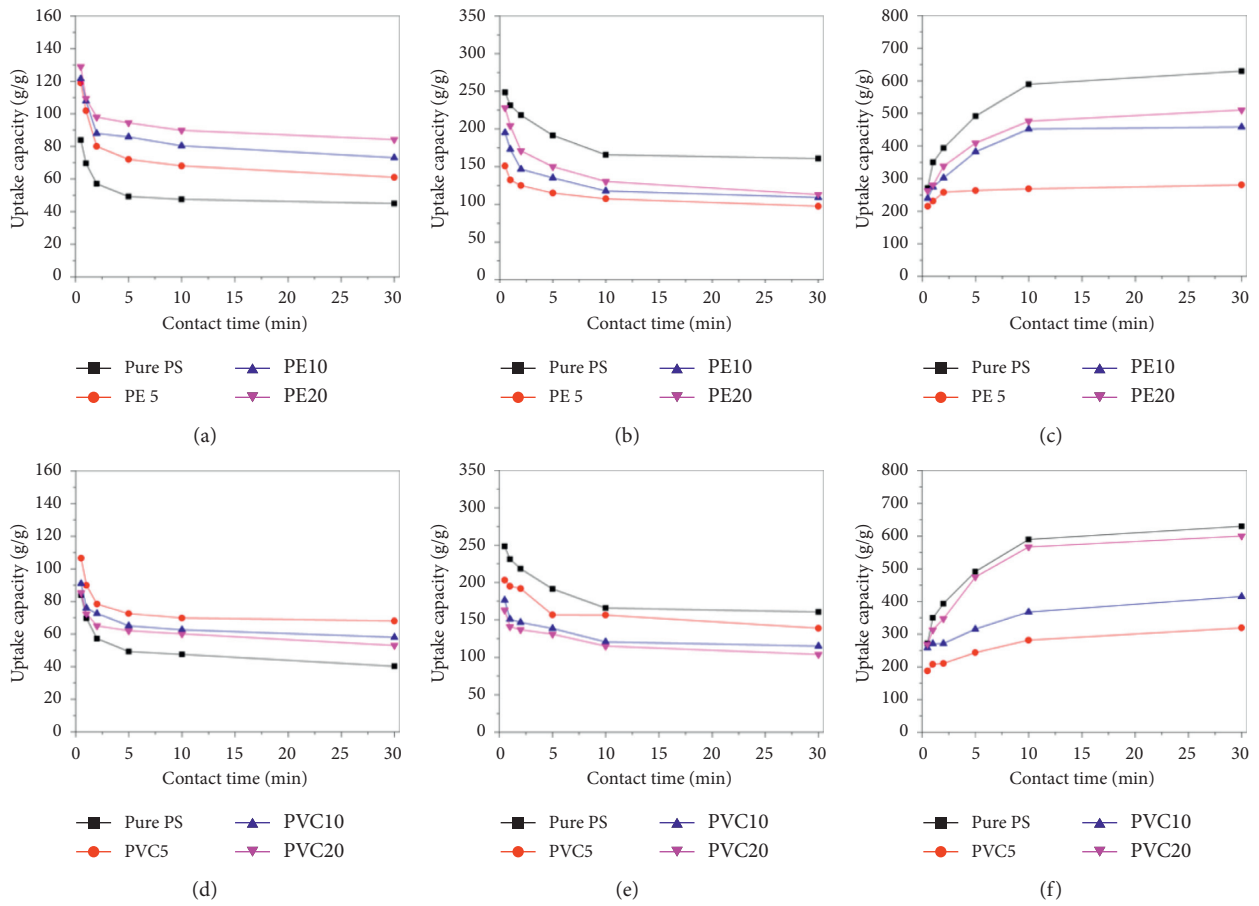 160
140
120
100
80
60
40
20
0
Uptake capacity (g/g)
0 5 10 15 20 25 30
Contact time (min)
Pure PS PE10
PE 5 PE20
(a)
350
300
250
200
150
100
50
0
Uptake capacity (g/g)
0 5 10 15 20 25 30
Contact time (min)
Pure PS PE10
PE 5 PE20
(b)
800
700
600
500
400
300
200
100
0
Uptake capacity (g/g)
0 5 10 15 20 25 30
Contact time (min)
Pure PS PE10
PE 5 PE20
(c)
160
140
120
100
80
60
40
20
0
Uptake capacity (g/g)
0 5 10 15 20 25 30
Contact time (min)
Pure PS PVC10
PVC5 PVC20
(d)
350
300
250
200
150
100
50
0
Uptake capacity (g/g)
0 5 10 15 20 25 30
Contact time (min)
Pure PS PVC10
PVC5 PVC20
(e)
800
700
600
500
400
300
200
100
0
Uptake capacity (g/g)
0 5 10 15 20 25 30
Contact time (min)
Pure PS PVC10
PVC5 PVC20
(f)